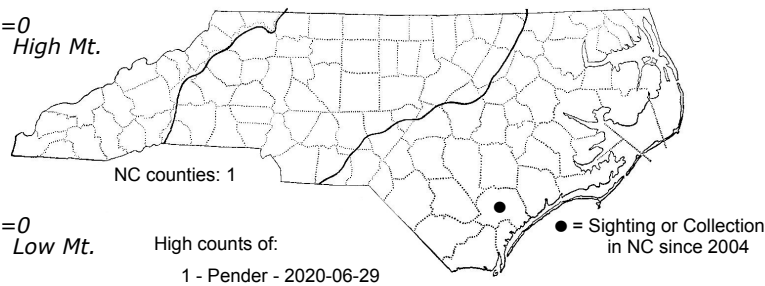 =0
High Mt.
NC counties: 1
=0
Low Mt.
High counts of:
1 - Pender - 2020-06-29
● = Sighting or Collection
in NC since 2004